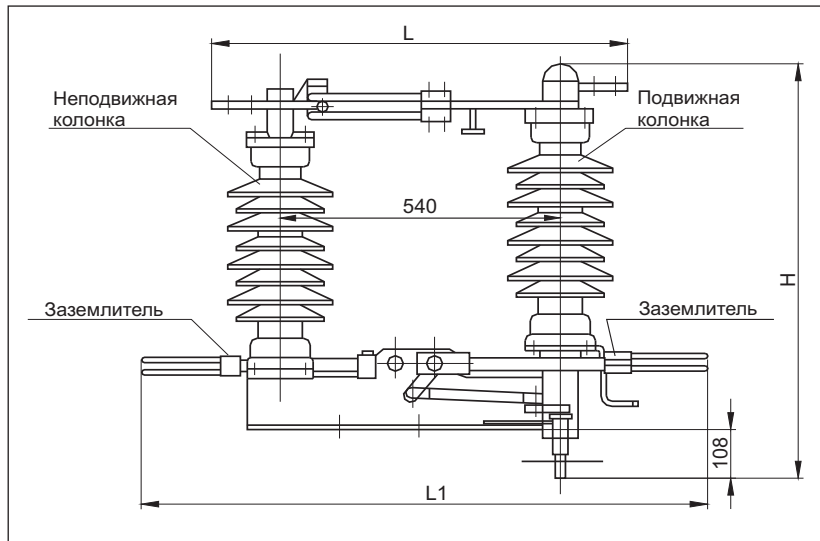 L
Неподвижная
колонка
Подвижная
колонка
540
H
Заземлитель
Заземлитель
108
L1